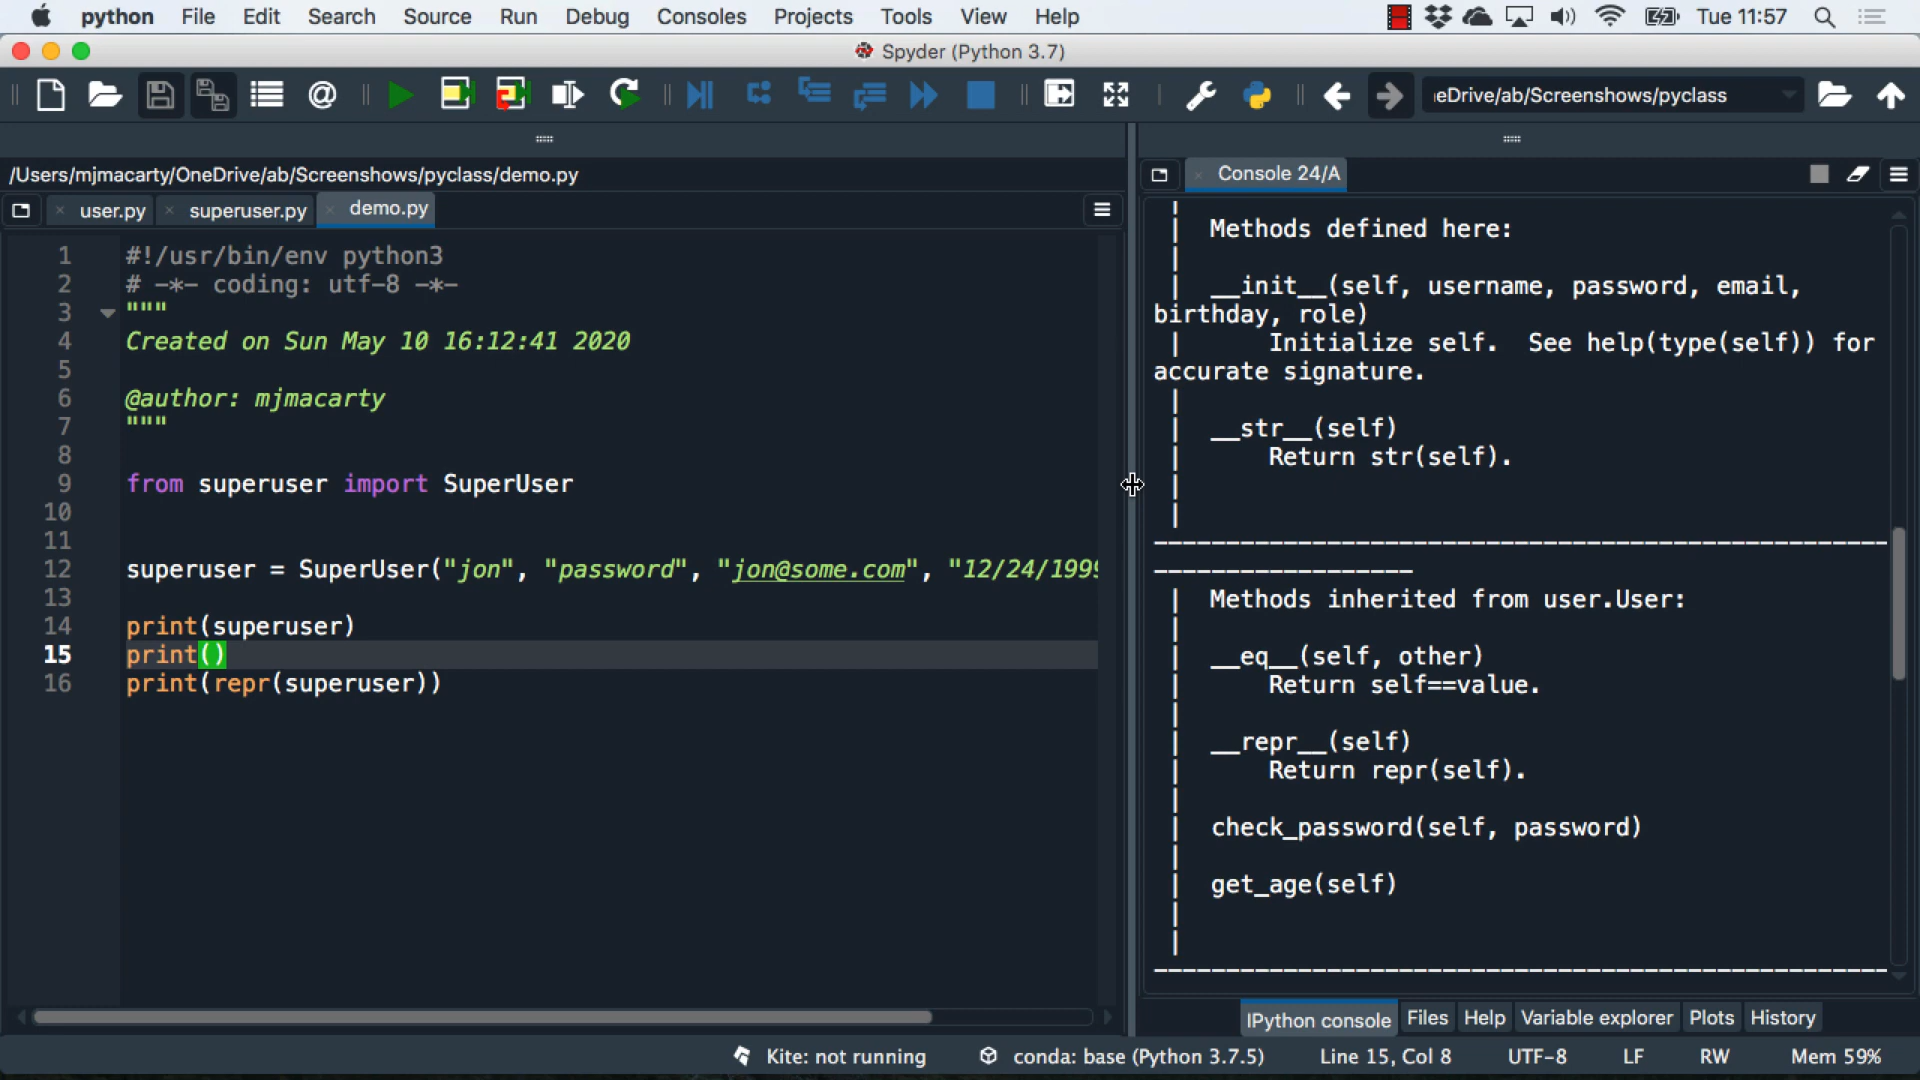 python File Edit Search Source Run Debug Consoles Projects Tools View Help Tue 11:57
Spyder (Python 3.7)
eDrive/ab/Screenshows/pyclass
/Users/mjmacarty/OneDrive/ab/Screenshows/pyclass/demo.py
user.py superuser.py demo.py
1 #!/usr/bin/env python3
2 # -*- coding: utf-8 -*-
3 """
4 Created on Sun May 10 16:12:41 2020
5
6 @author: mjmacarty
7 """
8
9 from superuser import SuperUser
10
11
12 superuser = SuperUser("jon", "password", "jon@some.com", "12/24/1999
13
14 print(superuser)
15 print()
16 print(repr(superuser))
Console 24/A
|
| Methods defined here:
|
| __init__(self, username, password, email,
birthday, role)
| Initialize self. See help(type(self)) for
accurate signature.
|
| __str__(self)
| Return str(self).
|
|
----------------------------------------------------
------------------
| Methods inherited from user.User:
|
| __eq__(self, other)
| Return self==value.
|
| __repr__(self)
| Return repr(self).
|
| check_password(self, password)
|
| get_age(self)
|
|
----------------------------------------------------
IPython console Files Help Variable explorer Plots History
Kite: not running conda: base (Python 3.7.5) Line 15, Col 8 UTF-8 LF RW Mem 59%